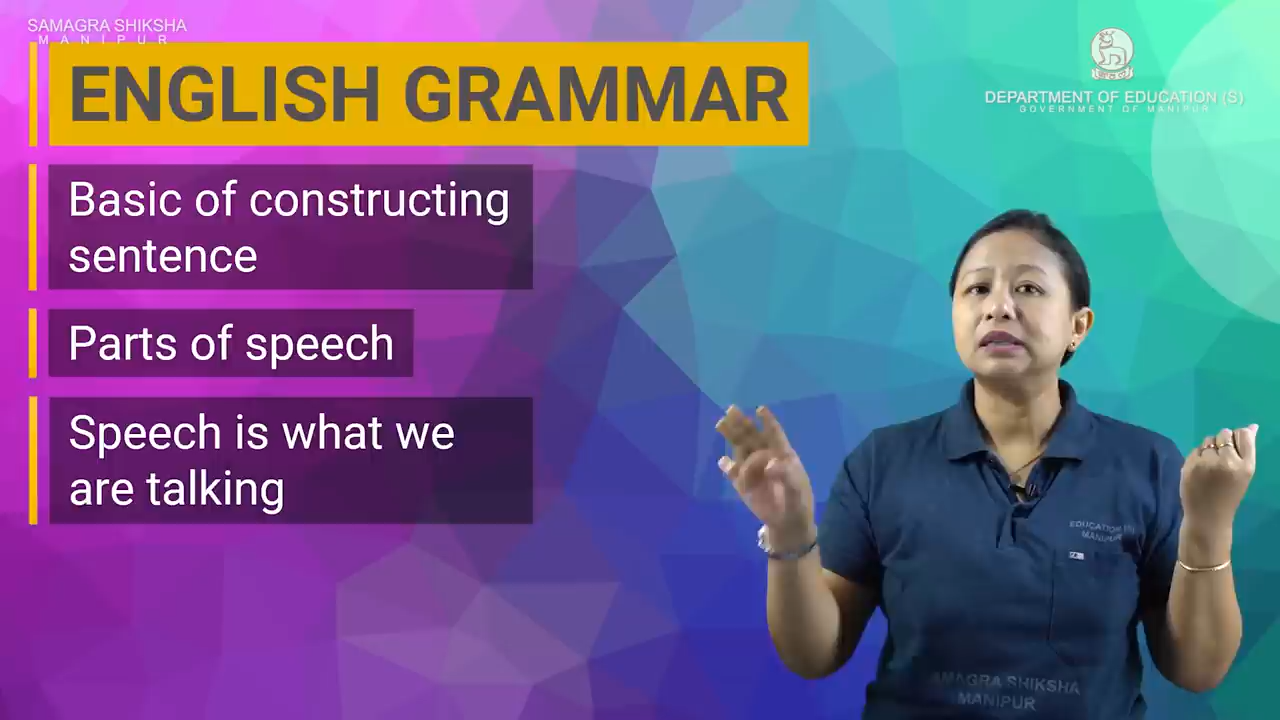 SAMAGRA SHIKSHA
MANIPUR
ENGLISH GRAMMAR
Basic of constructing
sentence
Parts of speech
Speech is what we
are talking
DEPARTMENT OF EDUCATION (S)
GOVERNMENT OF MANIPUR
EDUCATION
MANIPUR
SAMAGRA SHIKSHA
MANIPUR